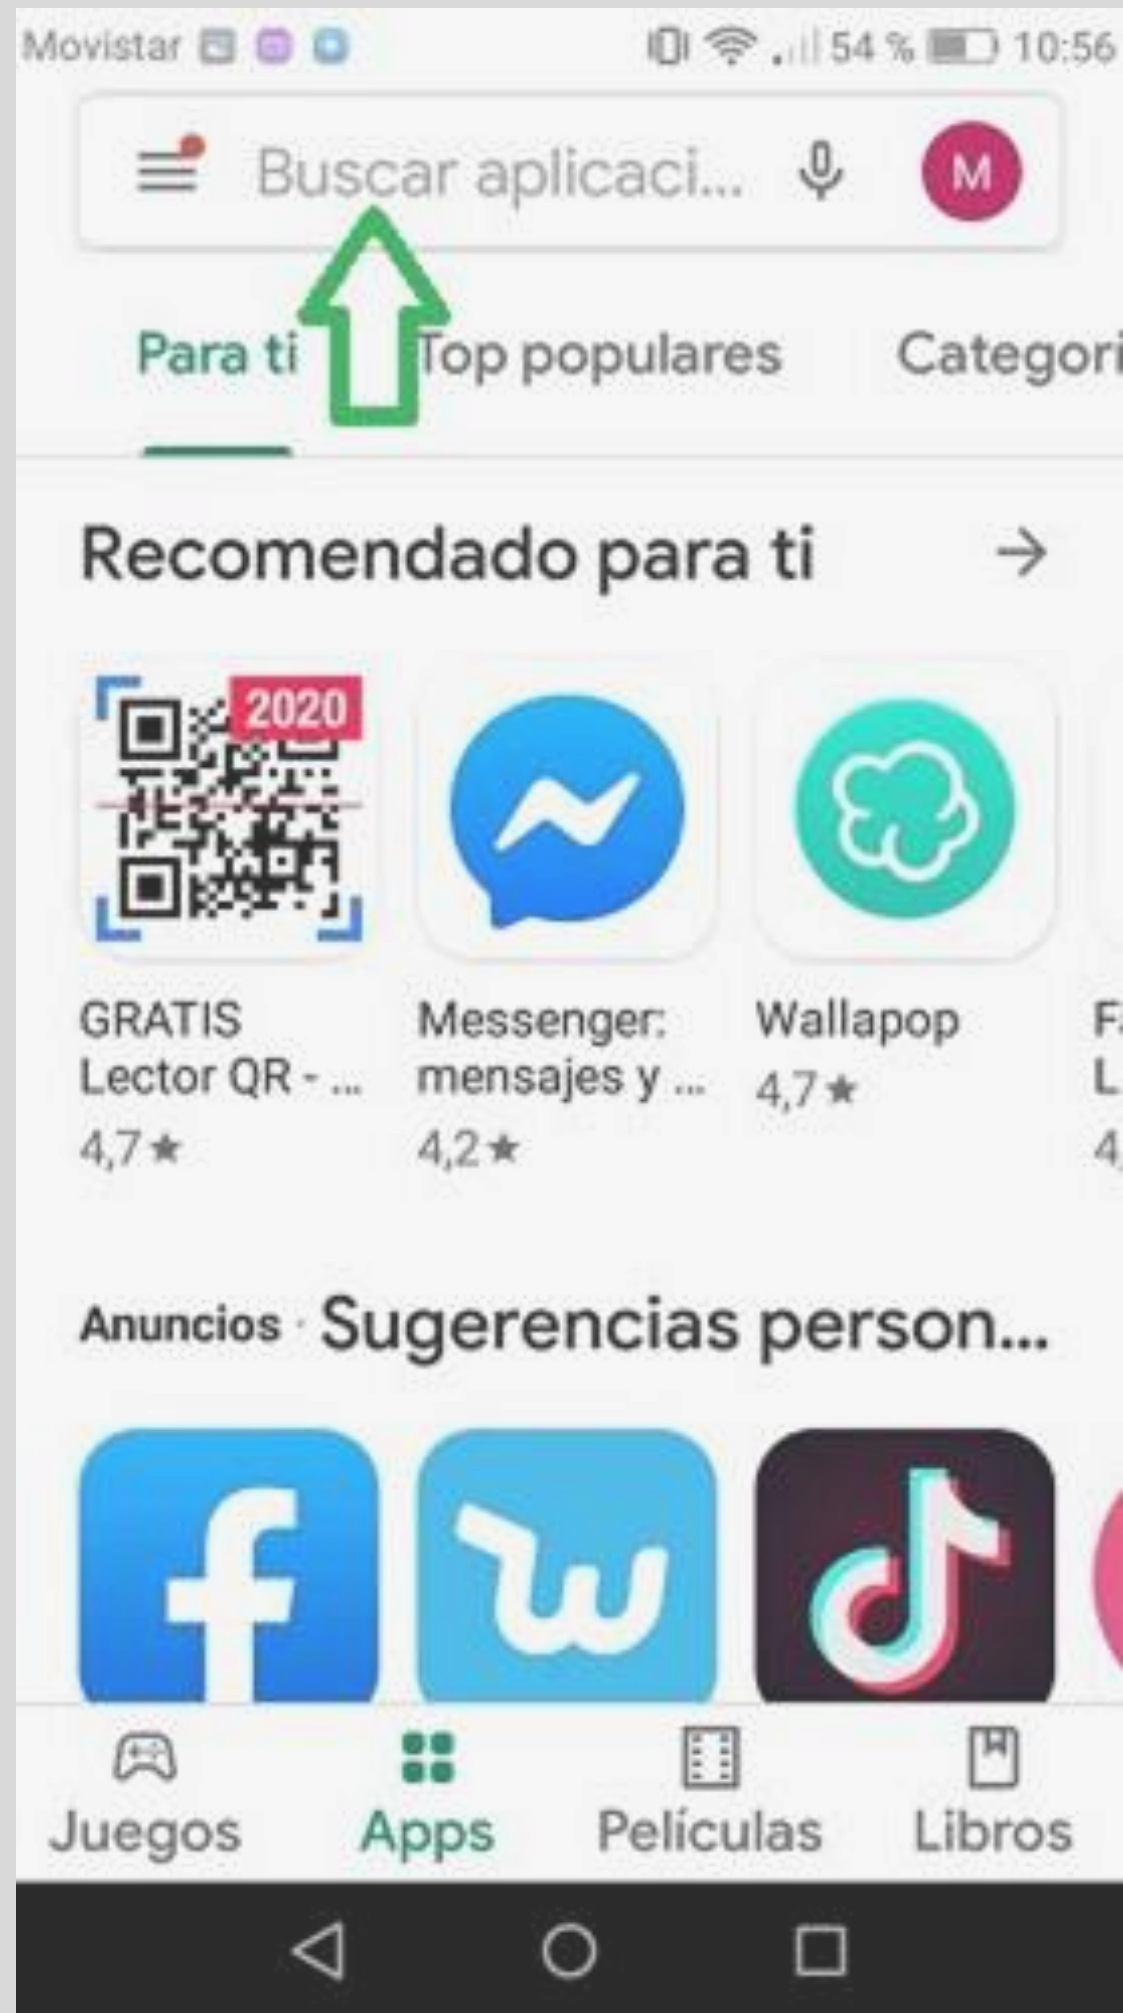 Movistar 54 % 10:56
Buscar aplicaci... M
Para ti Top populares Categori
Recomendado para ti
2020
GRATIS
Lector QR - ...
4,7★
Messenger:
mensajes y ...
4,2★
Wallapop
4,7★
F
L
4,
Anuncios · Sugerencias person...
Juegos Apps Películas Libros